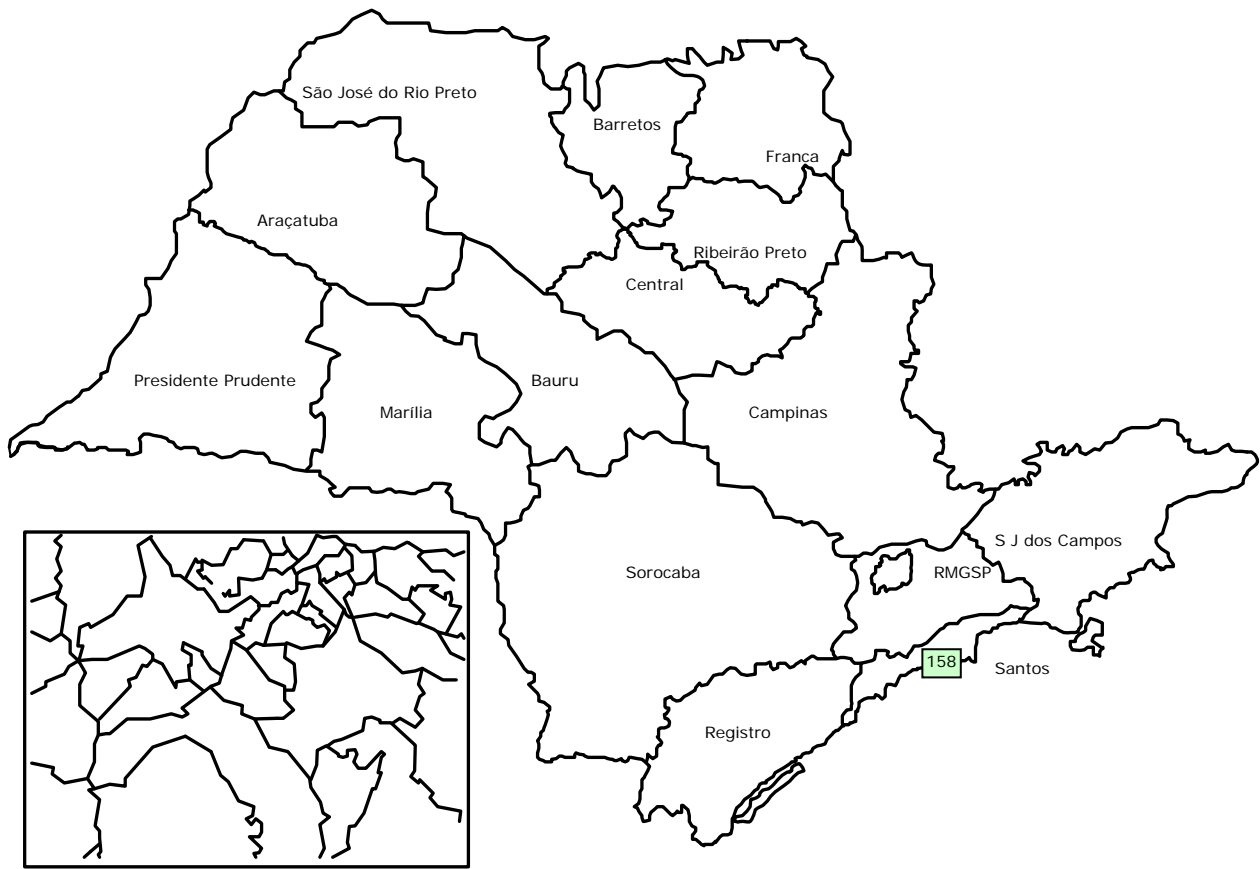 São José do Rio Preto
Barretos
Franca
Araçatuba
Ribeirão Preto
Central
Presidente Prudente
Bauru
Marília
Campinas
S J dos Campos
Sorocaba
RMGSP
158
Santos
Registro